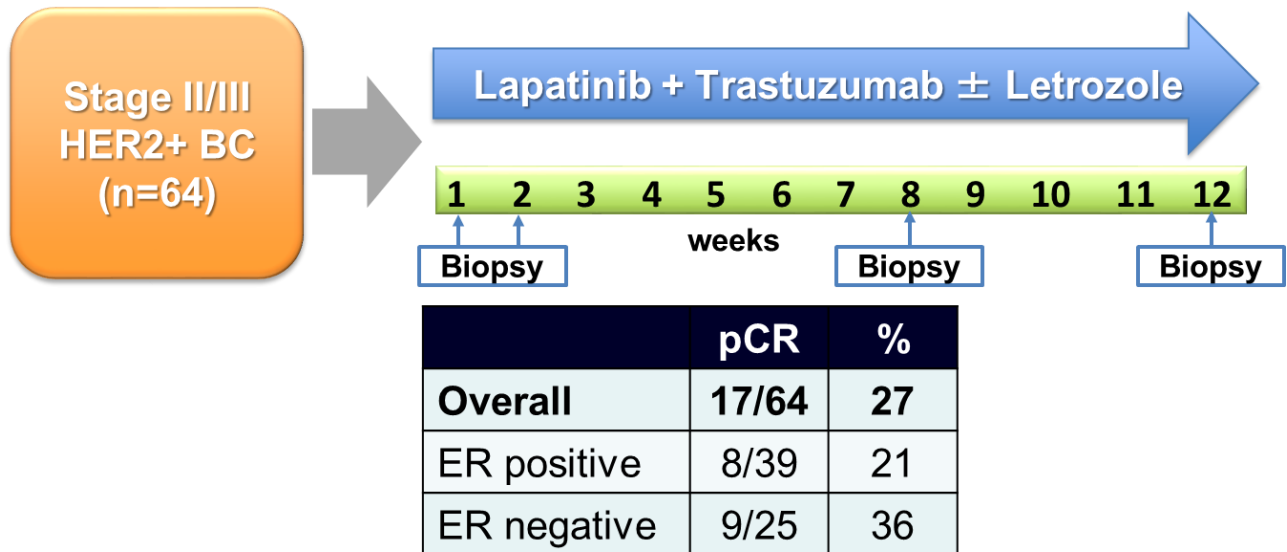 Stage II/III
HER2+ BC
(n=64)
Lapatinib + Trastuzumab ± Letrozole
1 2 3 4 5 6 7 8 9 10 11 12
weeks
Biopsy Biopsy Biopsy
pCR %
Overall 17/64 27
ER positive 8/39 21
ER negative 9/25 36